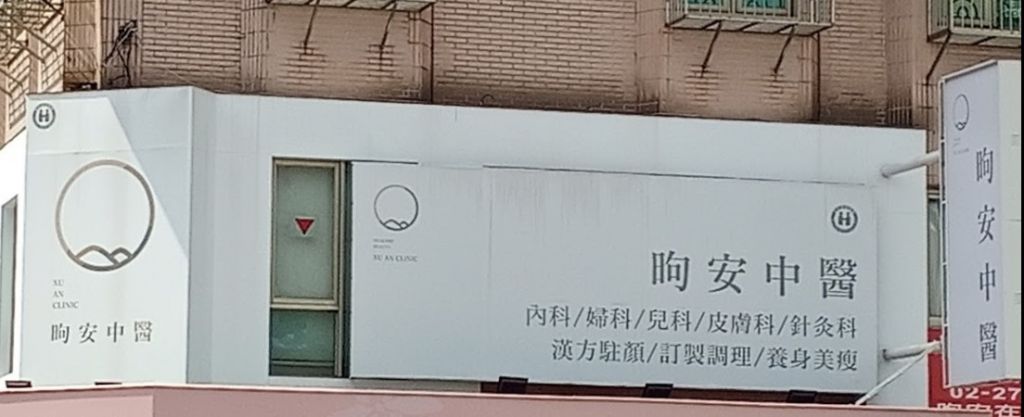 H
XU
AN
CLINIC
昫安中醫
XU AN CLINIC
H
昫安中醫
內科/婦科/兒科/皮膚科/針灸科
漢方駐顏/訂製調理/養身美瘦
昫安中醫
02-27